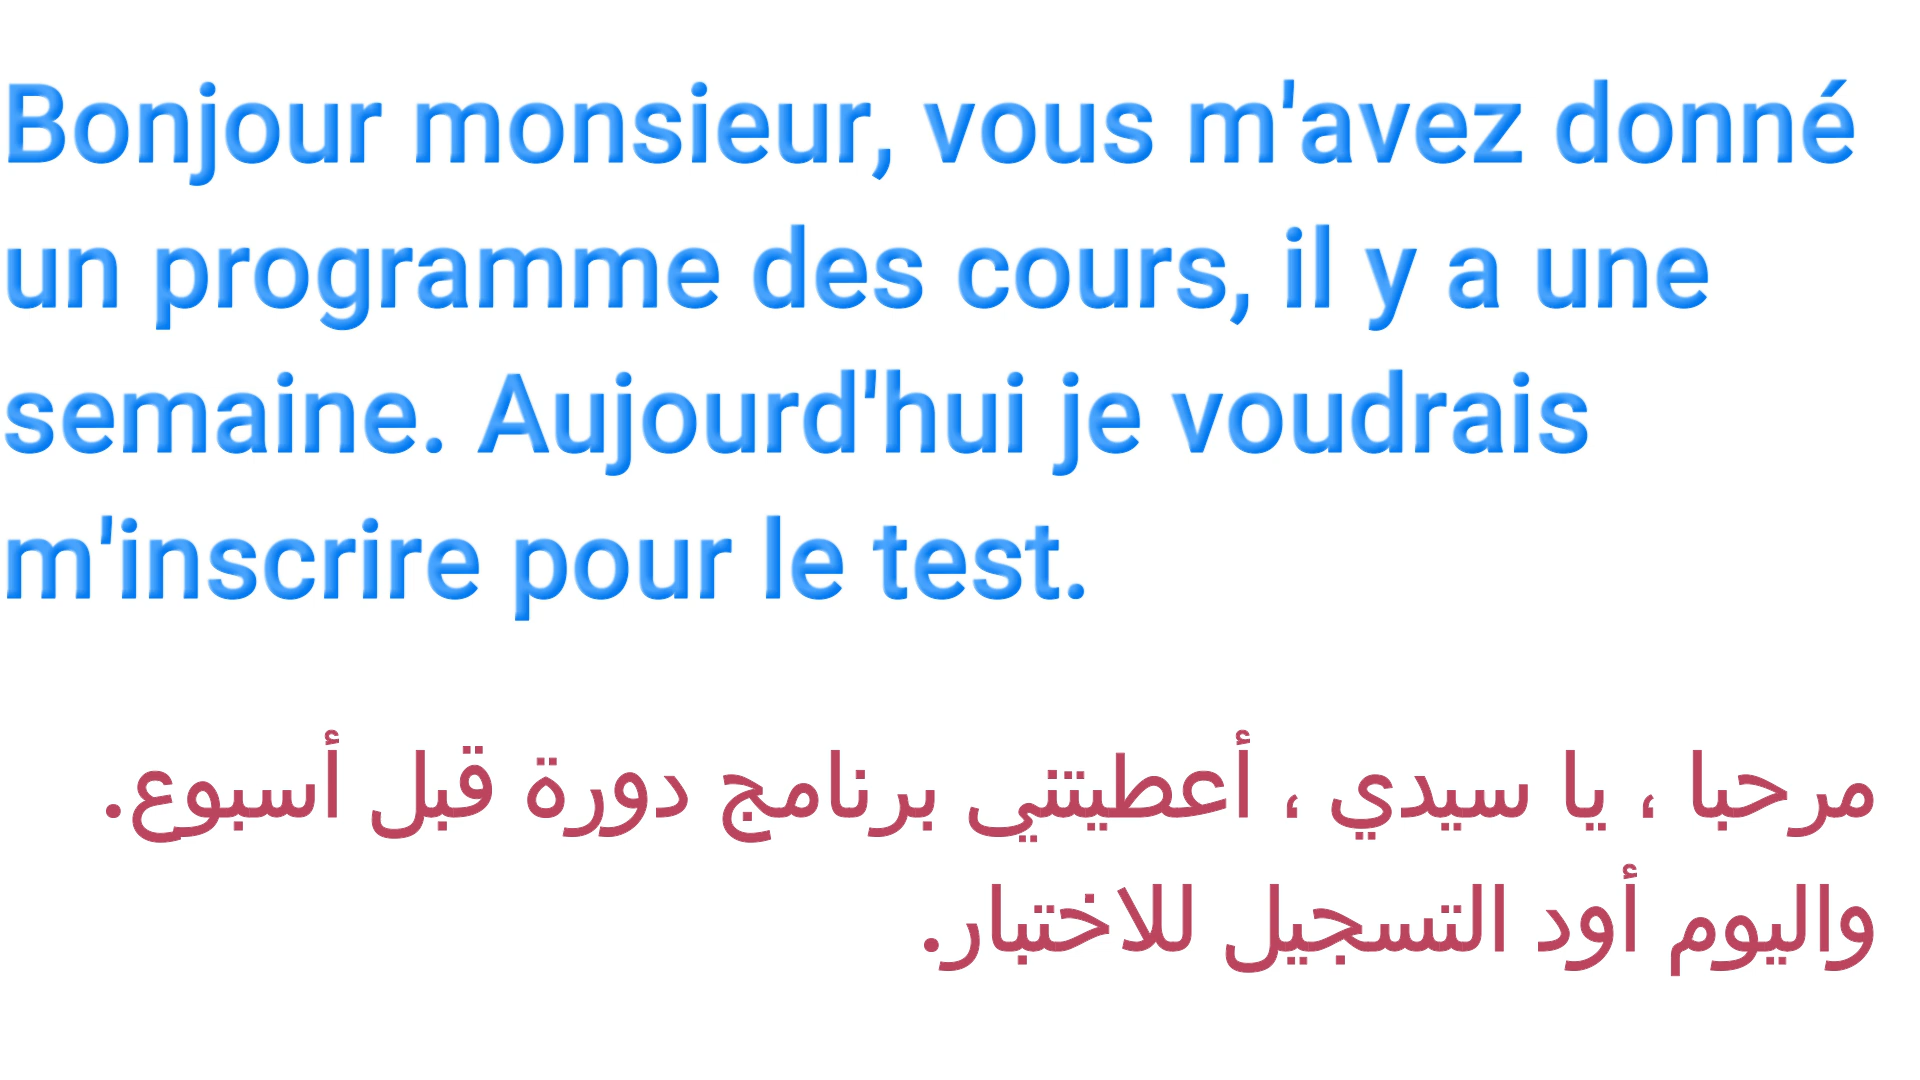 Bonjour monsieur, vous m'avez donné
un programme des cours, il y a une
semaine. Aujourd'hui je voudrais
m'inscrire pour le test.
مرحبا ، يا سيدي ، أعطيتني برنامج دورة قبل أسبوع.
واليوم أود التسجيل للاختبار.